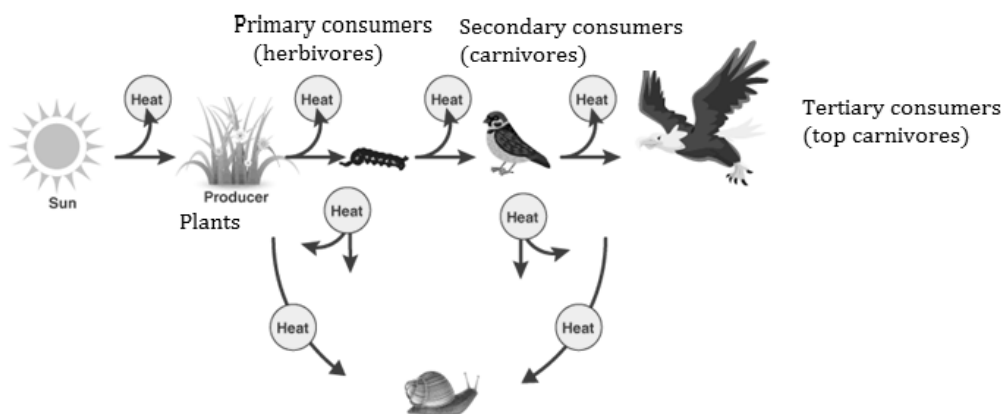 Primary consumers
(herbivores)
Secondary consumers
(carnivores)
Heat
Heat
Heat
Heat
Tertiary consumers
(top carnivores)
Sun
Producer
Plants
Heat
Heat
Heat
Heat